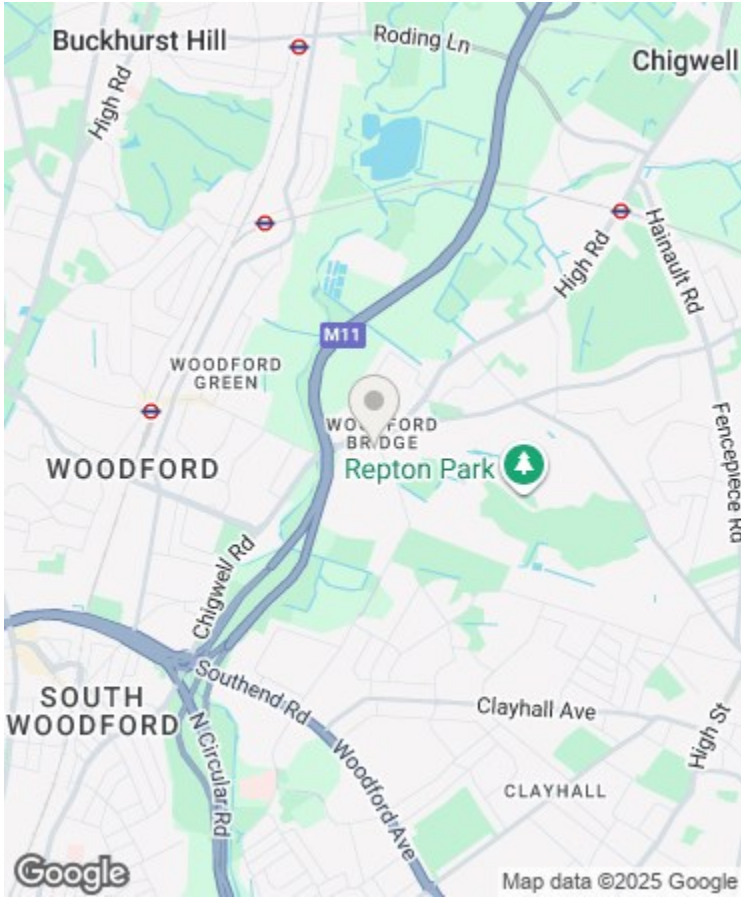 Buckhurst Hill
Roding Ln
Chigwell
High Rd
High Rd
Hainault Rd
M11
WOODFORD
GREEN
WOODFORD
BRIDGE
Repton Park
WOODFORD
Fencepiece Rd
Chigwell Rd
SOUTH
WOODFORD
Southend Rd
N Circular Rd
Woodford Ave
Clayhall Ave
High St
CLAYHALL
Google
Map data ©2025 Google